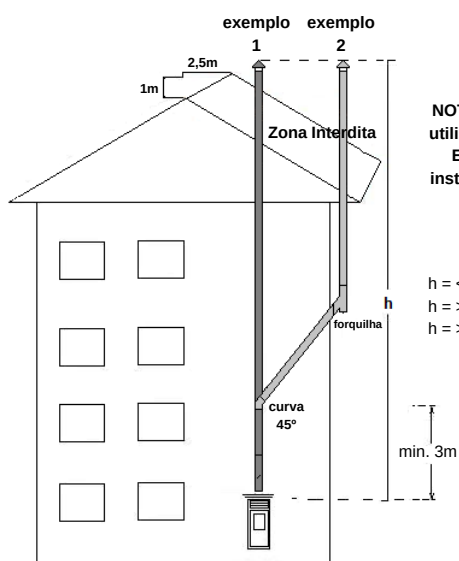 exemplo exemplo
1 2
2,5m
1m
Zona Interdita
h
forquilha
curva
45º
min. 3m
h =
h =
h =